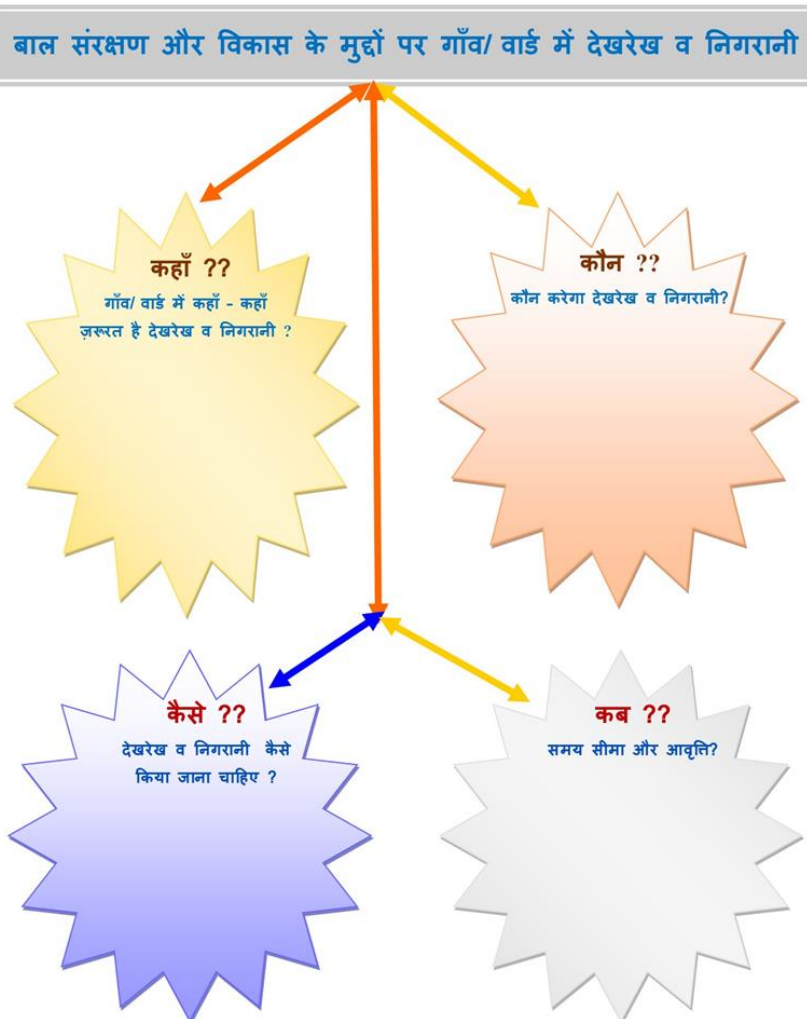 बाल संरक्षण और विकास के मुद्दों पर गाँव/ वार्ड में देखरेख व निगरानी
कहाँ ??
गाँव/ वार्ड में कहाँ - कहाँ
ज़रूरत है देखरेख व निगरानी ?
कौन ??
कौन करेगा देखरेख व निगरानी?
कैसे ??
देखरेख व निगरानी कैसे
किया जाना चाहिए ?
कब ??
समय सीमा और आवृत्ति?